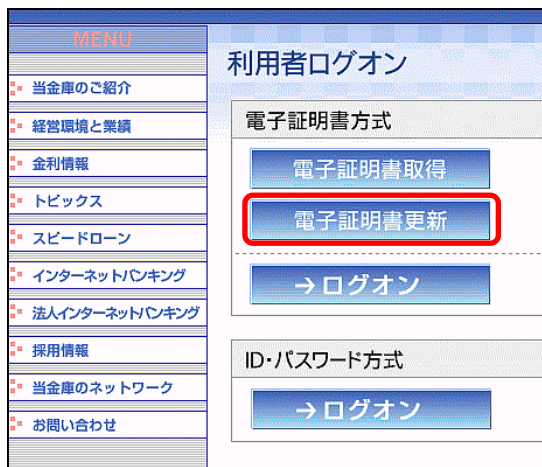 MENU
当金庫のご紹介
経営環境と業績
金利情報
トピックス
スピードローン
インターネットバンキング
法人インターネットバンキング
採用情報
当金庫のネットワーク
お問い合わせ
利用者ログオン
電子証明書方式
電子証明書取得
電子証明書更新
→ログオン
ID・パスワード方式
→ログオン